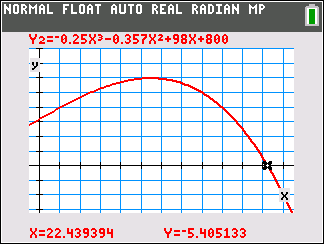 NORMAL FLOAT AUTO REAL RADIAN MP
Y₂=⁻0.25X³-0.357X²+98X+800
y
x
X=22.439394 Y=⁻5.405133